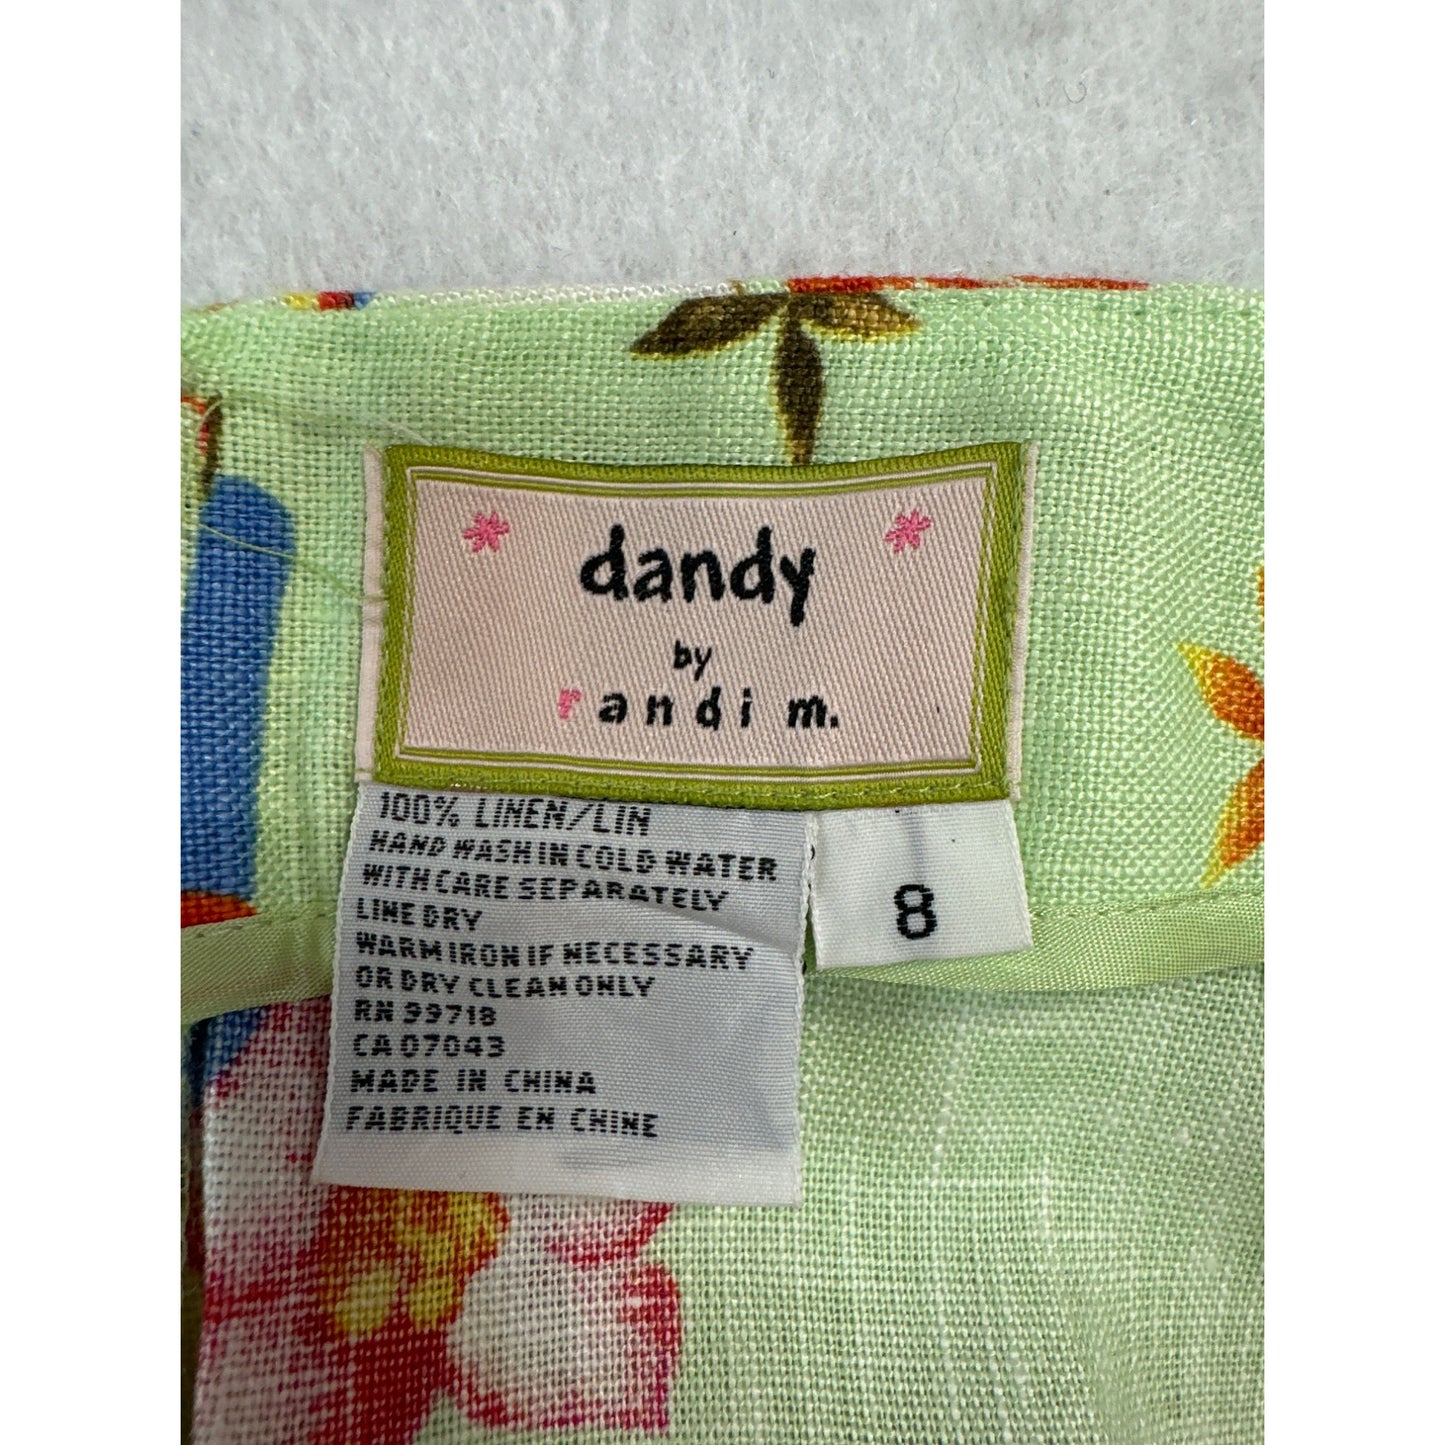 dandy
by
randi m.
100% LINEN/LIN
HAND WASH IN COLD WATER
WITH CARE SEPARATELY
LINE DRY
WARM IRON IF NECESSARY
OR DRY CLEAN ONLY
RN 99718
CA 07043
MADE IN CHINA
FABRIQUE EN CHINE
8